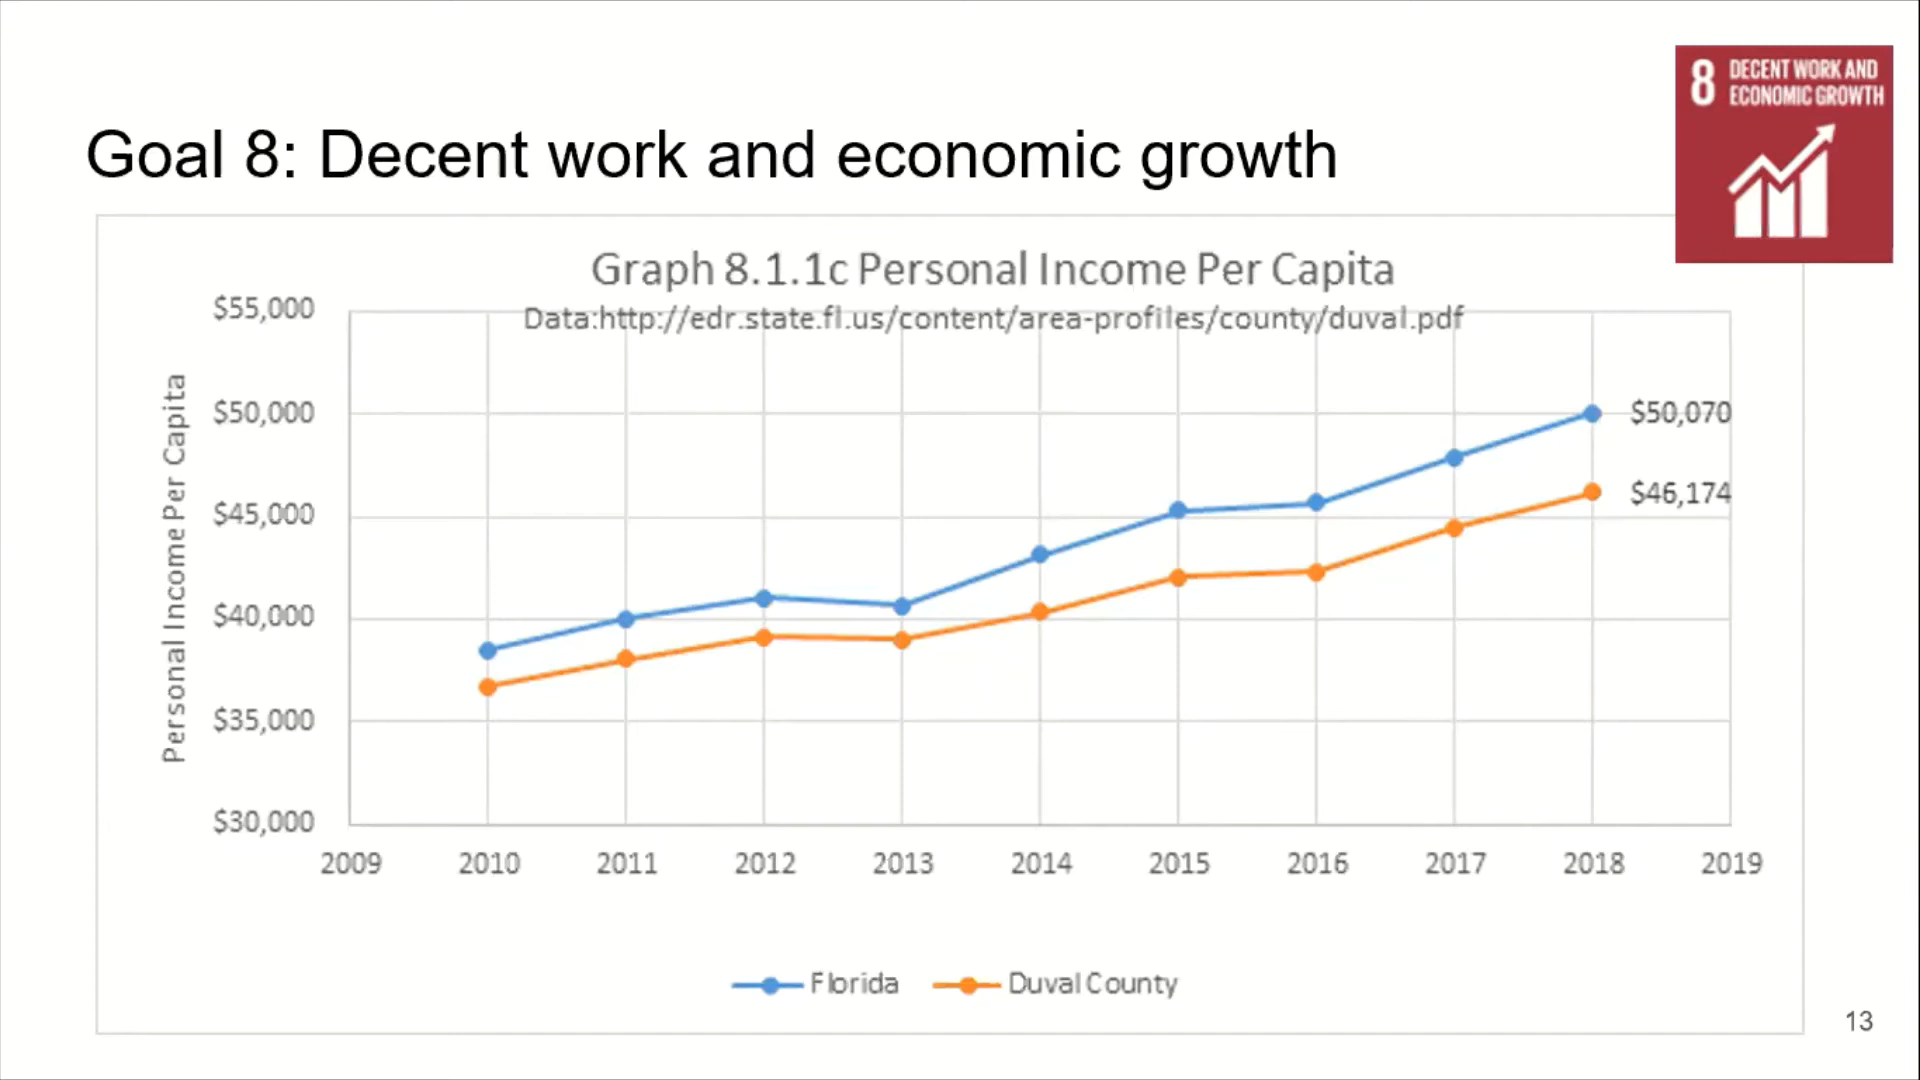 8 DECENT WORK AND
ECONOMIC GROWTH
Goal 8: Decent work and economic growth
Graph 8.1.1c Personal Income Per Capita
Data:http://edr.state.fl.us/content/area-profiles/county/duval.pdf
Personal Income Per Capita
$55,000
$50,000
$45,000
$40,000
$35,000
$30,000
$50,070
$46,174
2009 2010 2011 2012 2013 2014 2015 2016 2017 2018 2019
Florida Duval County
13